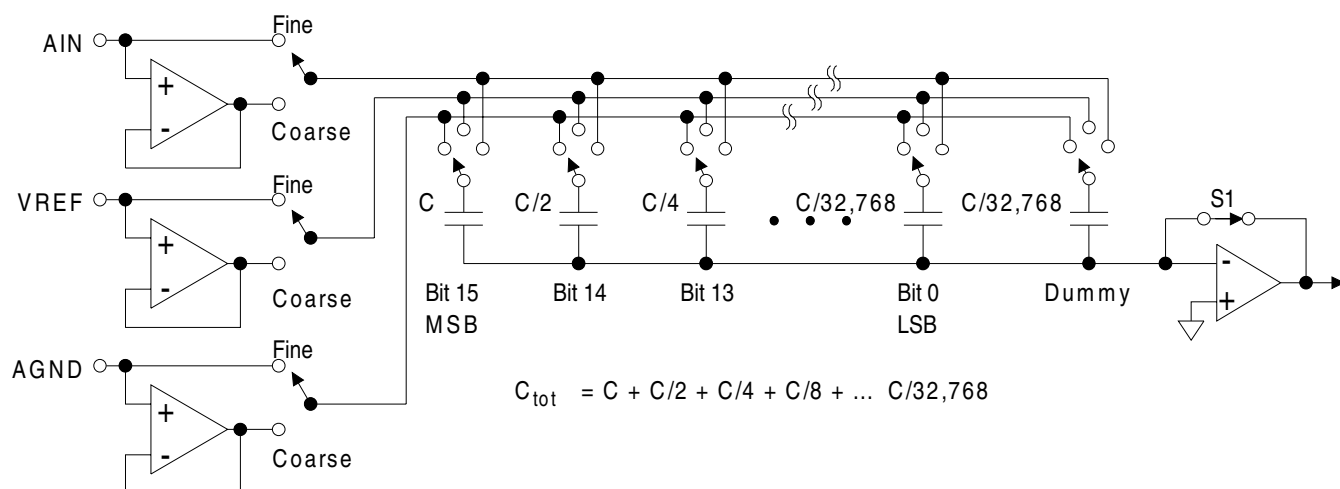 AIN
Fine
+
-
Coarse
VREF
Fine
+
-
Coarse
AGND
Fine
+
-
Coarse
C
C/2
C/4
• • •
C/32,768
C/32,768
S1
-
+
Bit 15
MSB
Bit 14
Bit 13
Bit 0
LSB
Dummy
Ctot = C + C/2 + C/4 + C/8 + ... C/32,768